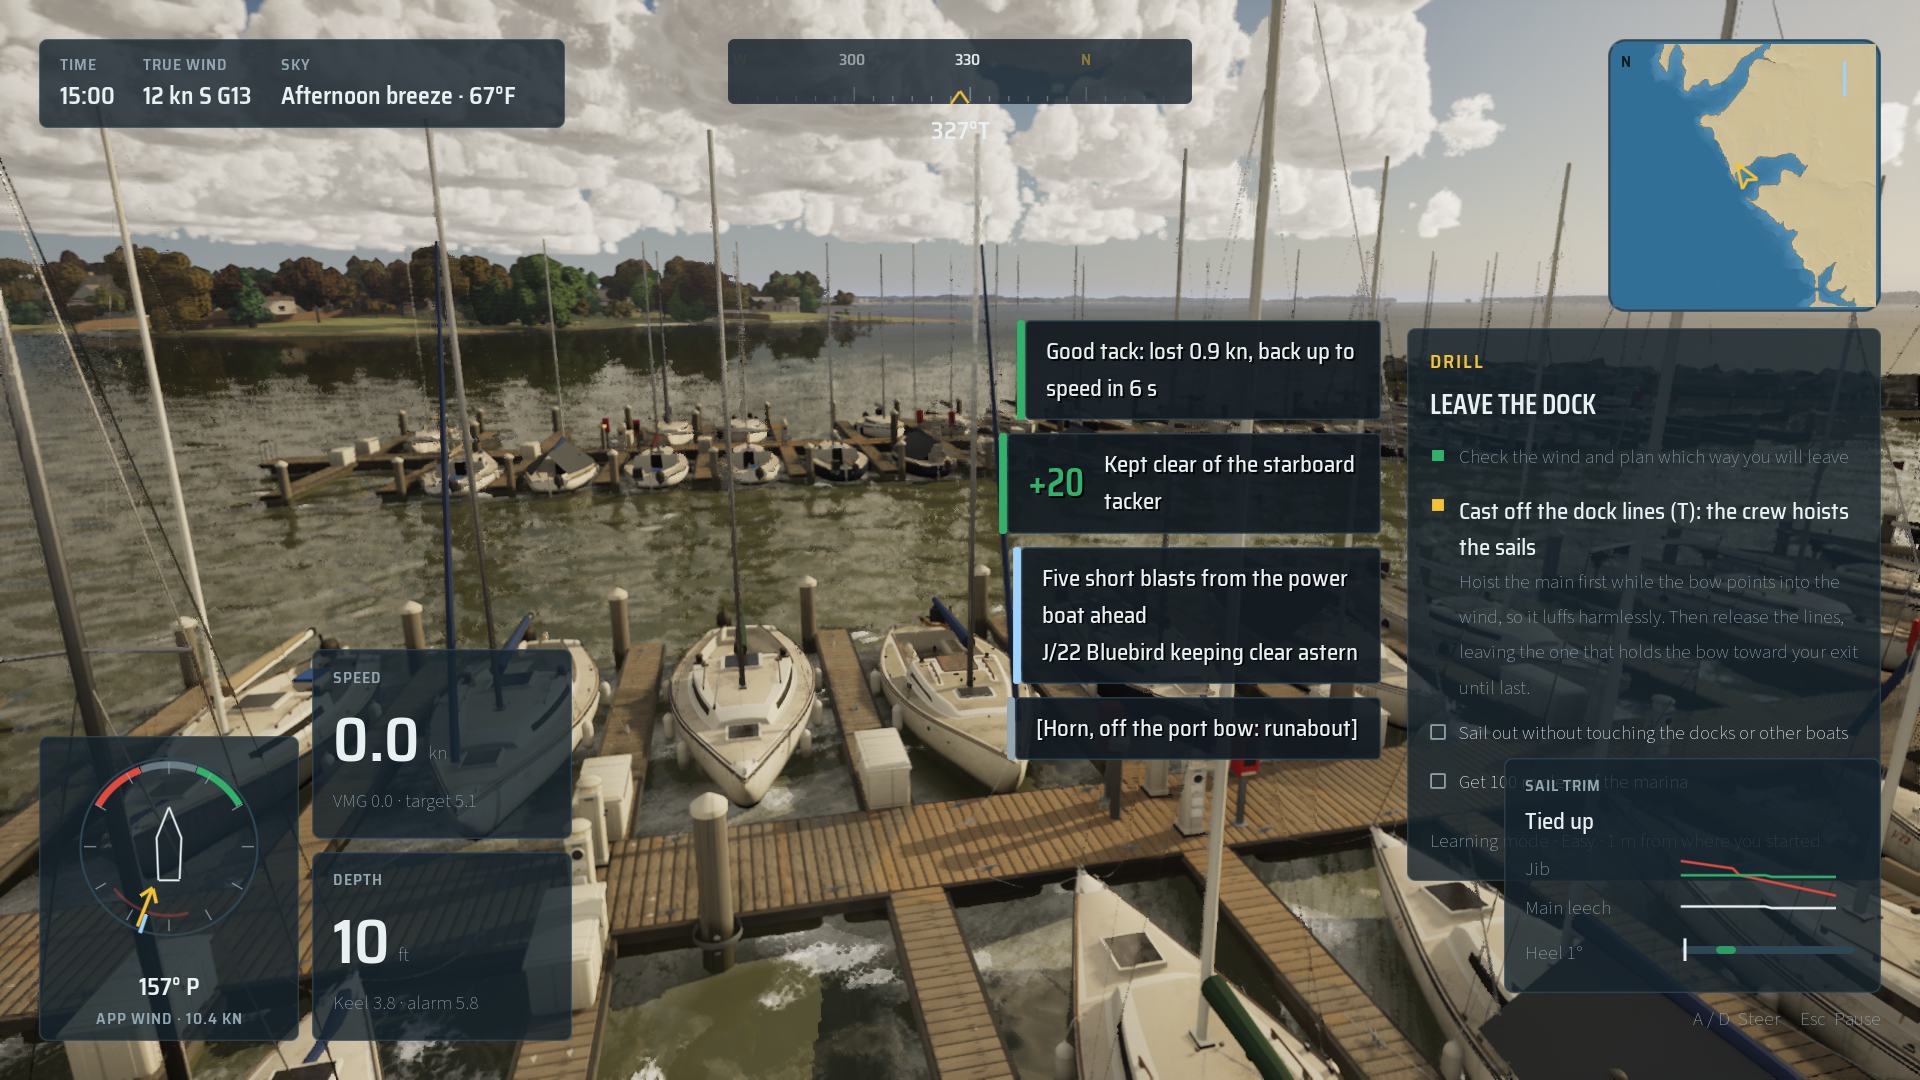 TIME
15:00
TRUE WIND
12 kn S G13
SKY
Afternoon breeze · 67°F
W 300 330 N
327°T
N
Good tack: lost 0.9 kn, back up to
speed in 6 s
+20
Kept clear of the starboard
tacker
Five short blasts from the power
boat ahead
J/22 Bluebird keeping clear astern
[Horn, off the port bow: runabout]
DRILL
LEAVE THE DOCK
Check the wind and plan which way you will leave
Cast off the dock lines (T): the crew hoists
the sails
Hoist the main first while the bow points into the
wind, so it luffs harmlessly. Then release the lines,
leaving the one that holds the bow toward your exit
until last.
Sail out without touching the docks or other boats
Get 100 the marina
Learning mode · Easy · 1 m from where you started
SPEED
0.0 kn
VMG 0.0 · target 5.1
DEPTH
10 ft
Keel 3.8 · alarm 5.8
157° P
APP WIND · 10.4 KN
SAIL TRIM
Tied up
Jib
Main leech
Heel 1°
A / D Steer Esc Pause